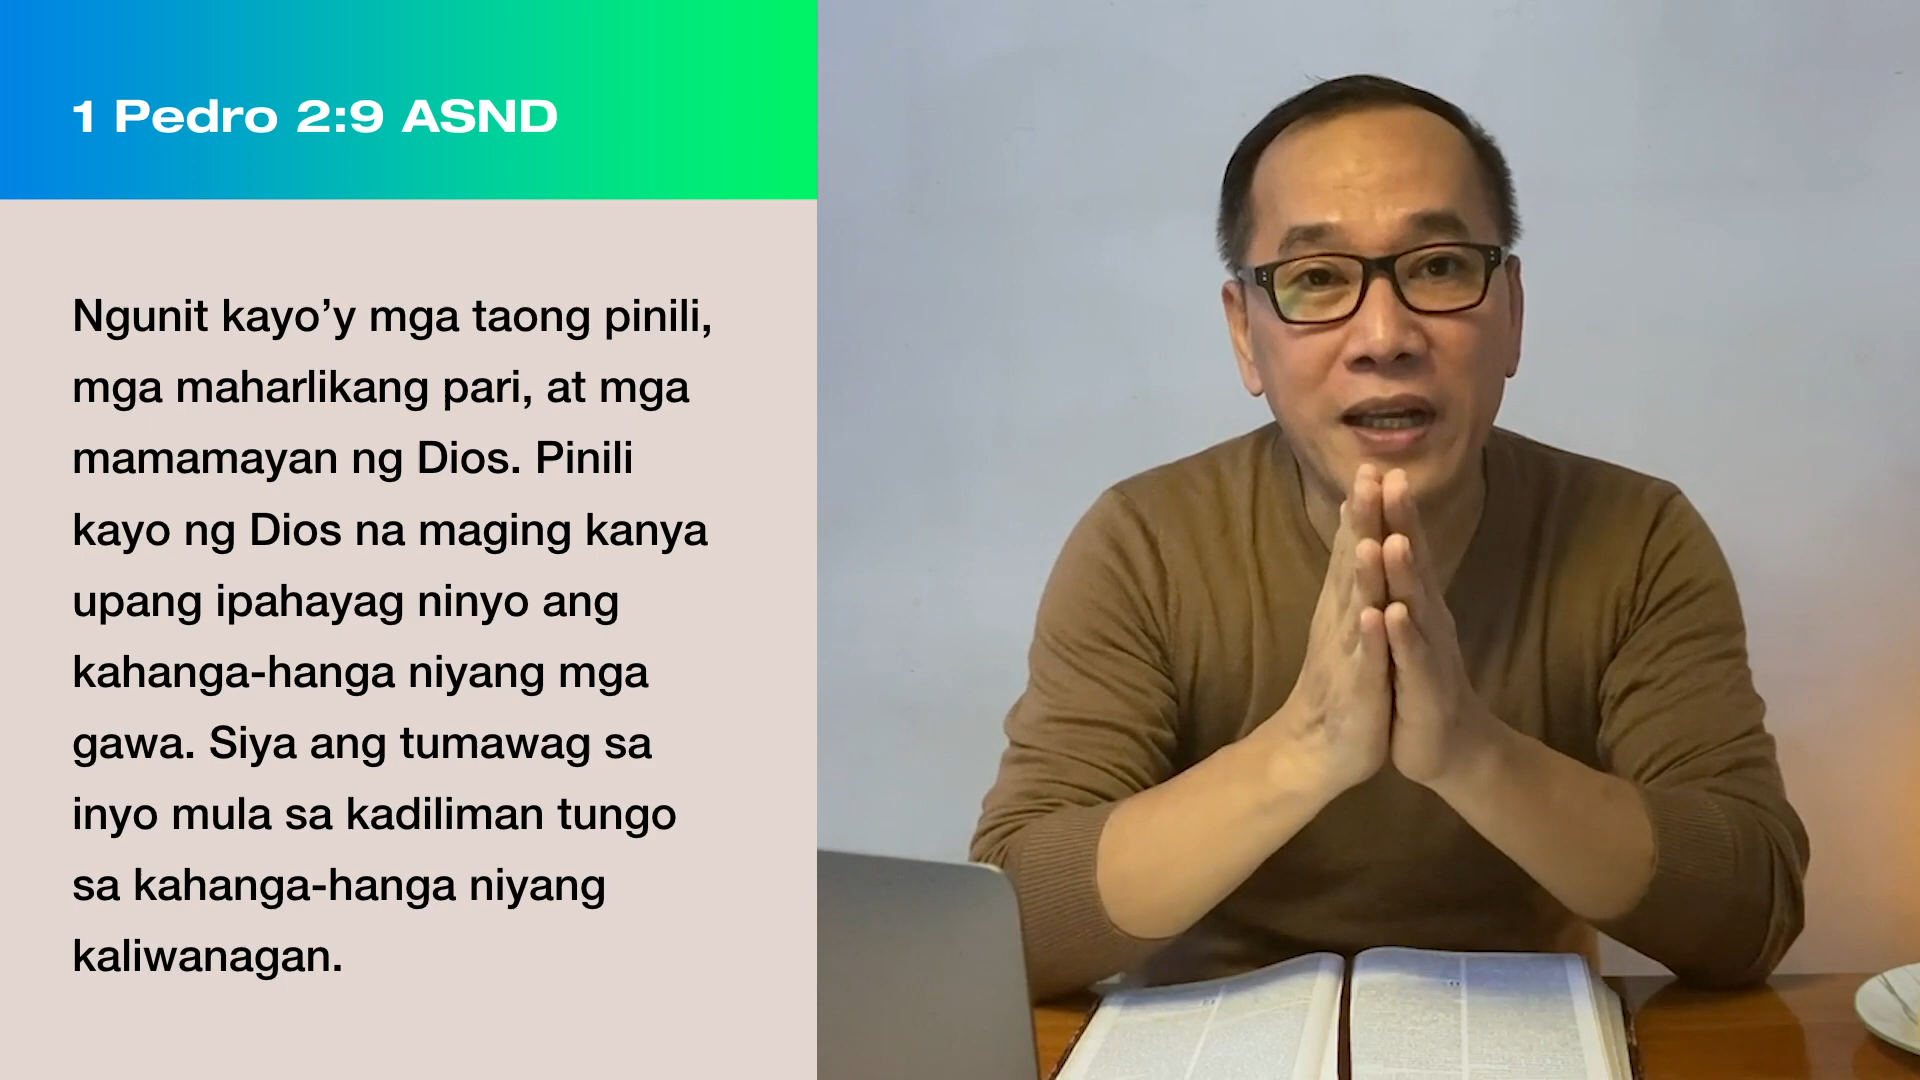 1 Pedro 2:9 ASND
Ngunit kayo’y mga taong pinili,
mga maharlikang pari, at mga
mamamayan ng Dios. Pinili
kayo ng Dios na maging kanya
upang ipahayag ninyo ang
kahanga-hanga niyang mga
gawa. Siya ang tumawag sa
inyo mula sa kadiliman tungo
sa kahanga-hanga niyang
kaliwanagan.